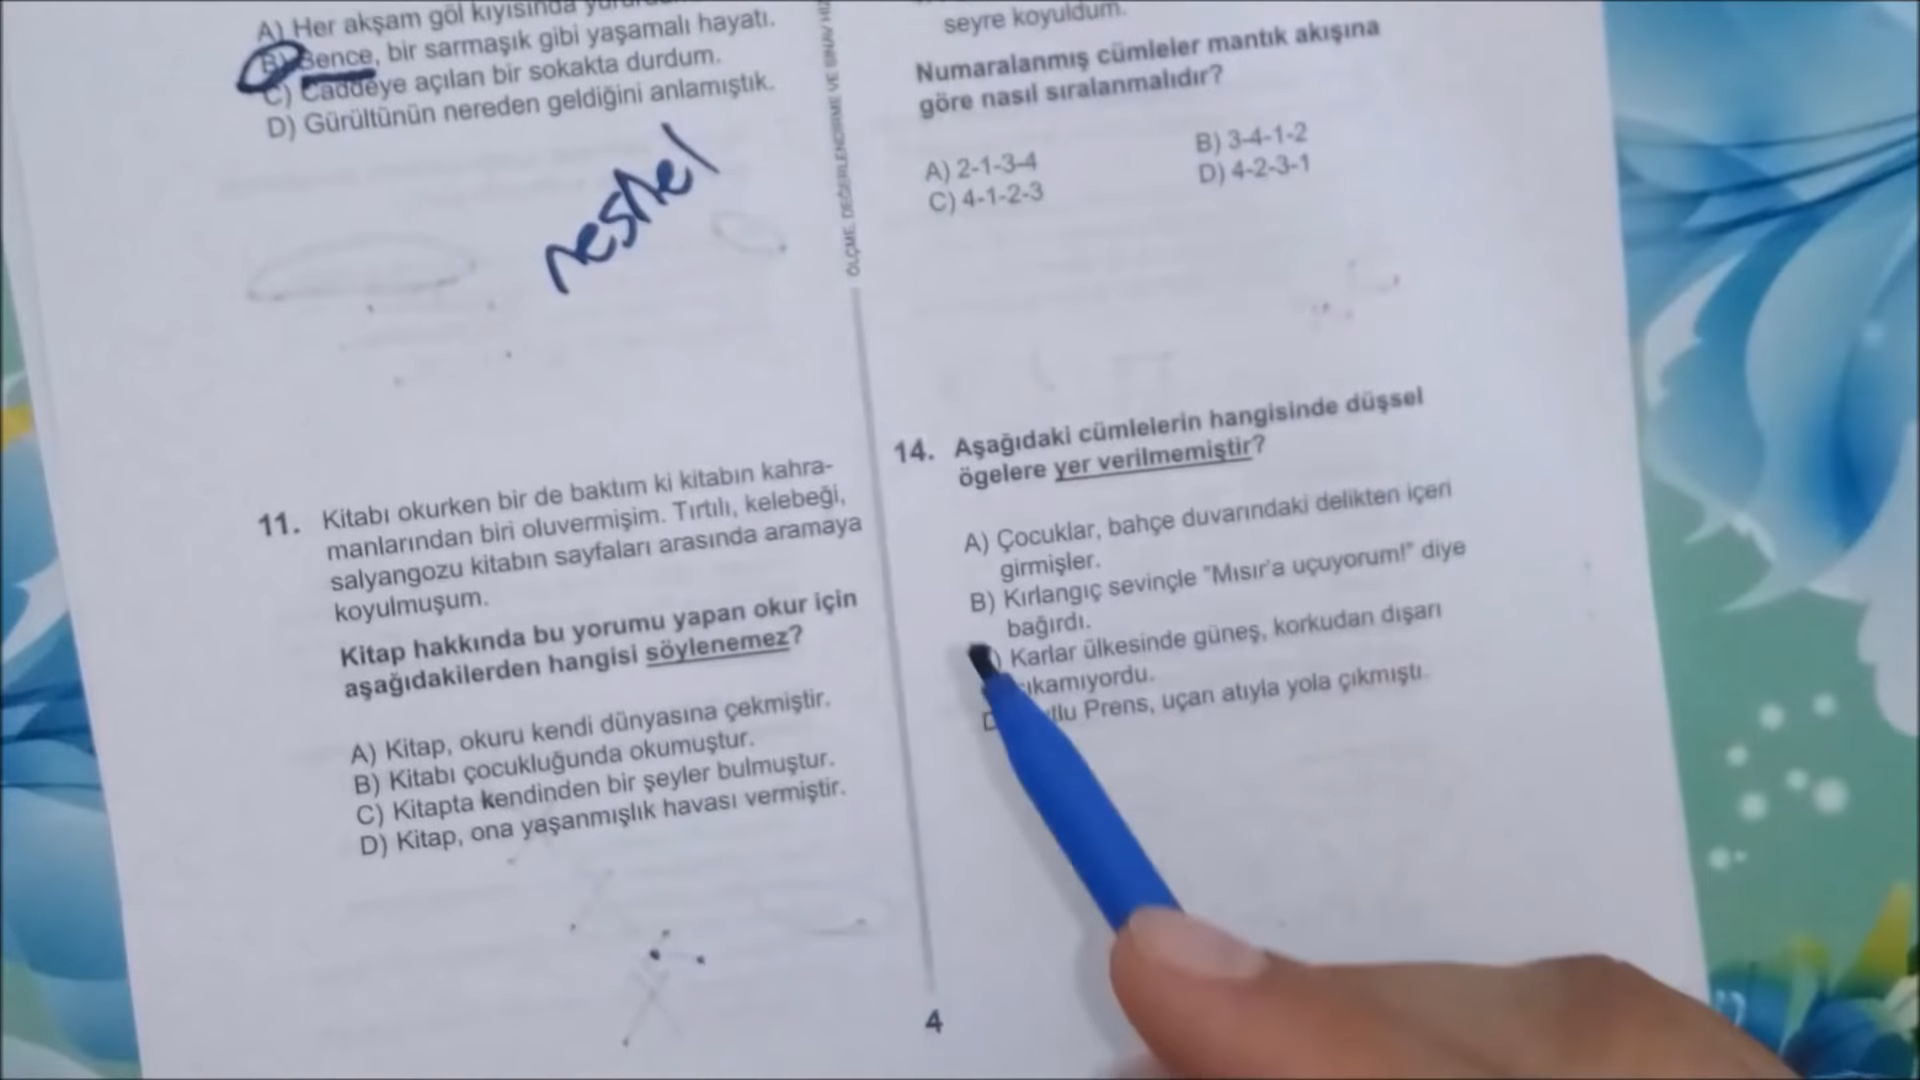 A) Her akşam göl kıyısında
B) Bence, bir sarmaşık gibi yaşamalı hayatı.
C) Caddeye açılan bir sokakta durdum.
D) Gürültünün nereden geldiğini anlamıştık.
11. Kitabı okurken bir de baktım ki kitabın kahra-
manlarından biri oluvermişim. Tırtılı, kelebeği,
salyangozu kitabın sayfaları arasında aramaya
koyulmuşum.
Kitap hakkında bu yorumu yapan okur için
aşağıdakilerden hangisi söylenemez?
A) Kitap, okuru kendi dünyasına çekmiştir.
B) Kitabı çocukluğunda okumuştur.
C) Kitapta kendinden bir şeyler bulmuştur.
D) Kitap, ona yaşanmışlık havası vermiştir.
ÖLÇME, DEĞERLENDİRME VE SINAV
seyre koyuldum.
Numaralanmış cümleler mantık akışına
göre nasıl sıralanmalıdır?
A) 2-1-3-4
B) 3-4-1-2
C) 4-1-2-3
D) 4-2-3-1
14. Aşağıdaki cümlelerin hangisinde düşsel
ögelere yer verilmemiştir?
A) Çocuklar, bahçe duvarındaki delikten içeri
girmişler.
B) Kırlangıç sevinçle "Mısır'a uçuyorum!" diye
bağırdı.
) Karlar ülkesinde güneş, korkudan dışarı
ıkamıyordu.
Prens, uçan atıyla yola çıkmıştı.
4